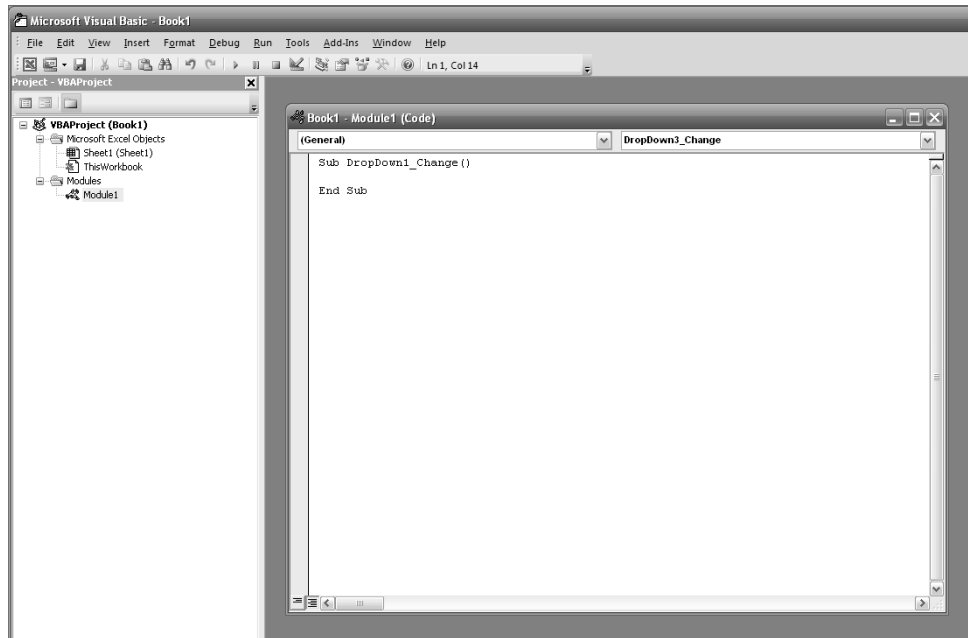 Microsoft Visual Basic - Book1
File Edit View Insert Format Debug Run Tools Add-Ins Window Help
Ln 1, Col 14
Project - VBAProject
VBAProject (Book1)
Microsoft Excel Objects
Sheet1 (Sheet1)
ThisWorkbook
Modules
Module1
Book1 - Module1 (Code)
(General)
DropDown3_Change
Sub DropDown1_Change()
End Sub